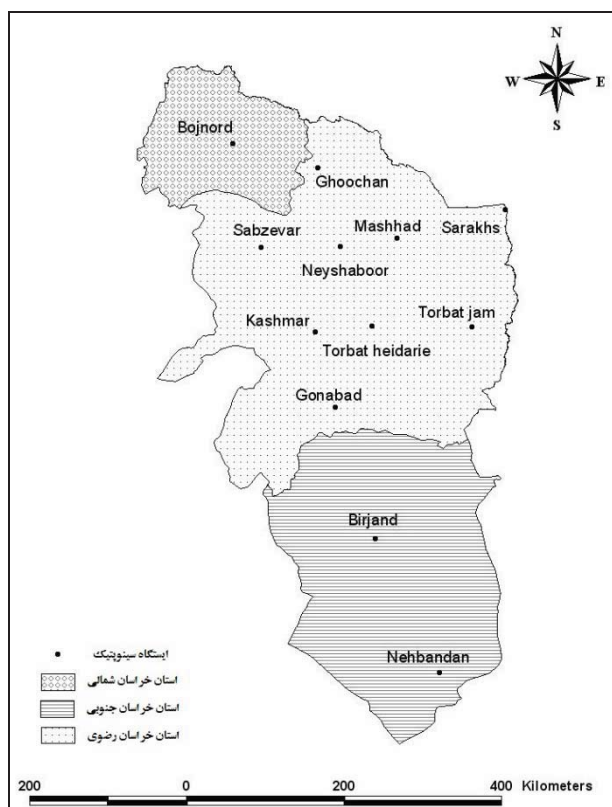 N
W E
S
Bojnord
Ghoochan
Sabzevar
Mashhad
Sarakhs
Neyshaboor
Kashmar
Torbat jam
Torbat heidarie
Gonabad
Birjand
Nehbandan
ایستگاه سینوپتیک
استان خراسان شمالی
استان خراسان جنوبی
استان خراسان رضوی
200 0 200 400 Kilometers